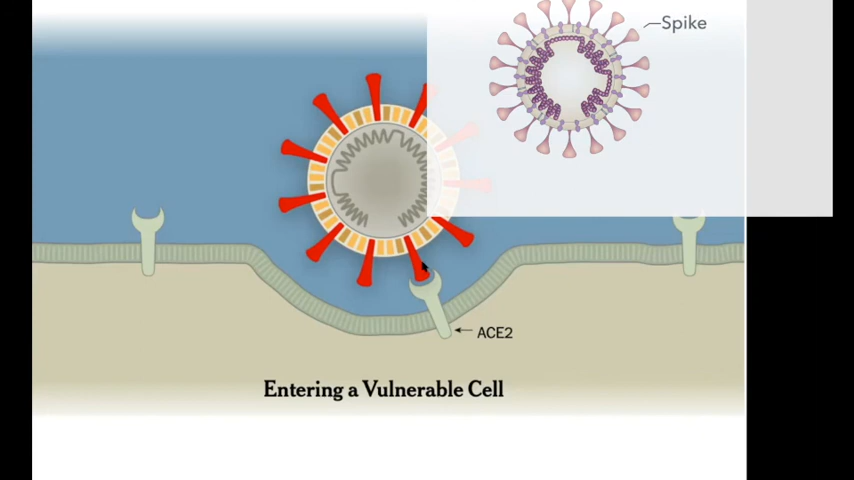 Spike
ACE2
Entering a Vulnerable Cell